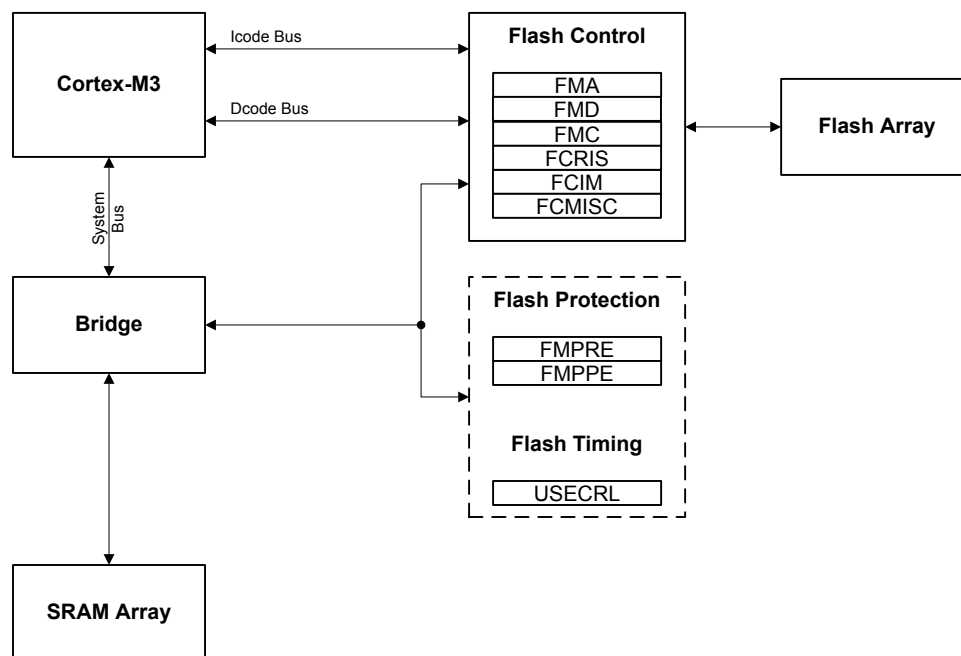 Cortex-M3
Icode Bus
Dcode Bus
System
Bus
Bridge
SRAM Array
Flash Control
FMA
FMD
FMC
FCRIS
FCIM
FCMISC
Flash Array
Flash Protection
FMPRE
FMPPE
Flash Timing
USECRL